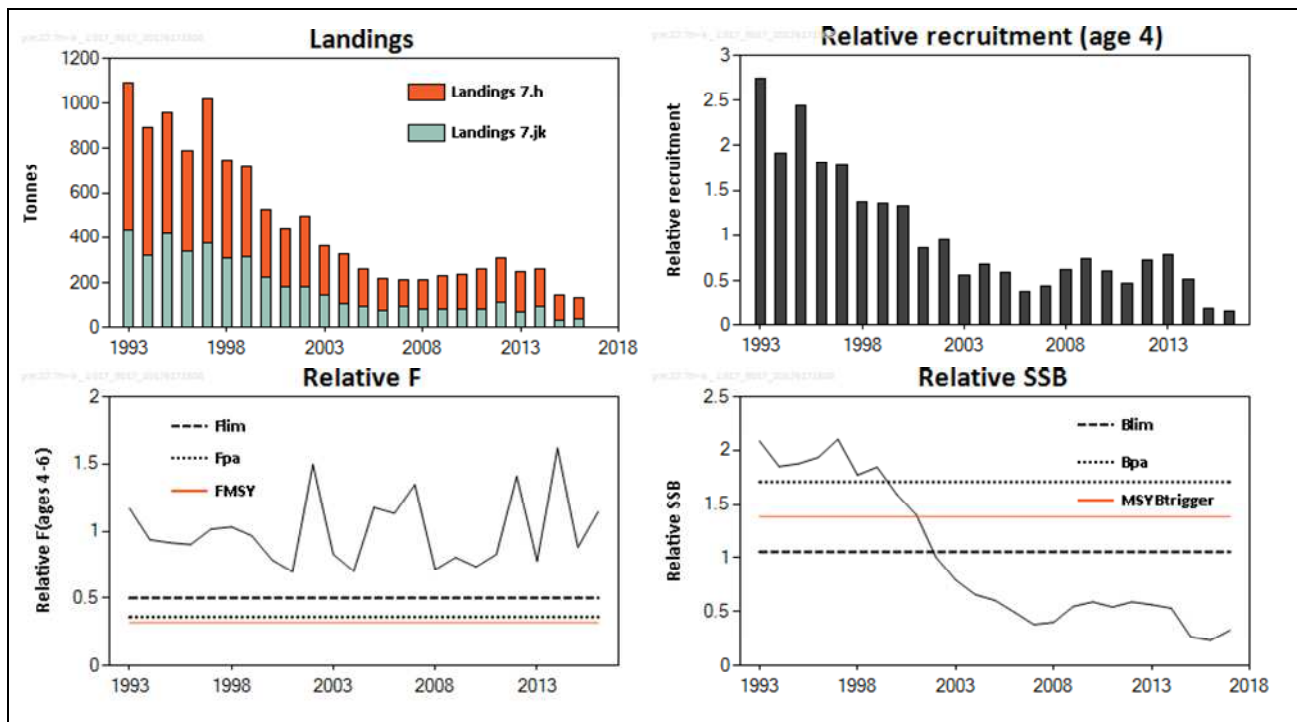 Landings
Tonnes
1200
1000
800
600
400
200
0
Landings 7.h
Landings 7.jk
1993
1998
2003
2008
2013
2018
Relative recruitment (age 4)
Relative recruitment
3
2.5
2
1.5
1
0.5
0
1993
1998
2003
2008
2013
Relative F
Relative F(ages 4-6)
2
1.5
1
0.5
0
Flim
Fpa
FMSY
1993
1998
2003
2008
2013
Relative SSB
Relative SSB
2.5
2
1.5
1
0.5
0
Blim
Bpa
MSYBtrigger
1993
1998
2003
2008
2013
2018